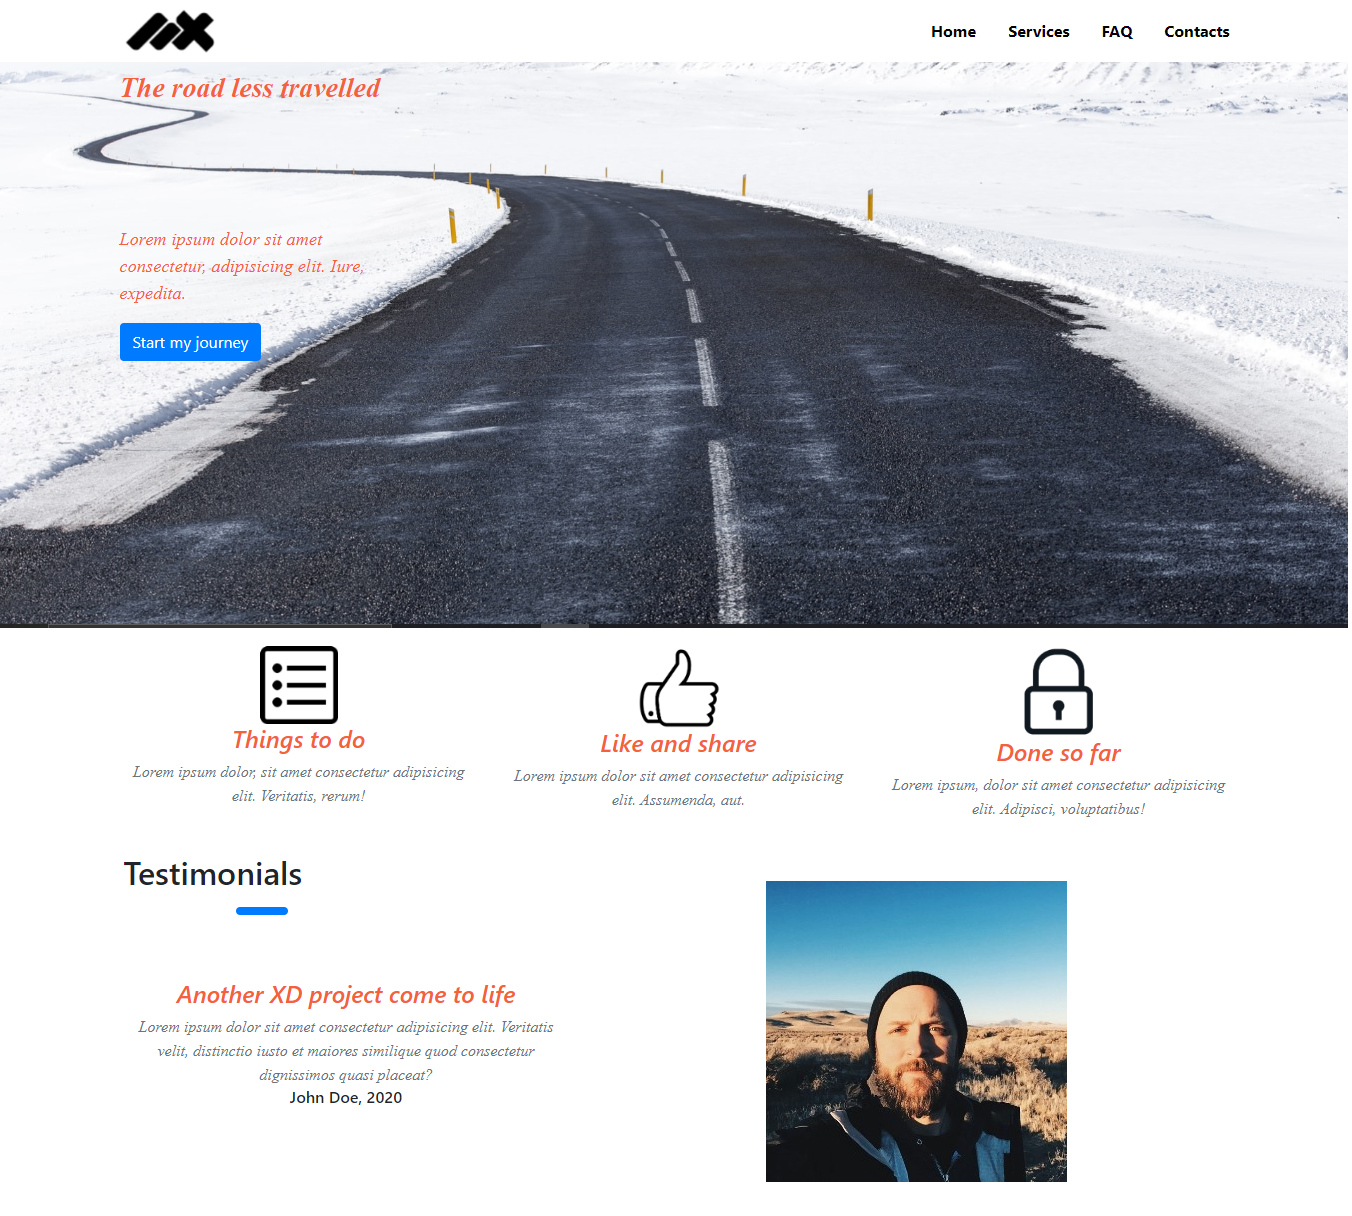 Home Services FAQ Contacts
The road less travelled
Lorem ipsum dolor sit amet
consectetur, adipisicing elit. Iure,
expedita.
Start my journey
Things to do
Lorem ipsum dolor, sit amet consectetur adipisicing
elit. Veritatis, rerum!
Like and share
Lorem ipsum dolor sit amet consectetur adipisicing
elit. Assumenda, aut.
Done so far
Lorem ipsum, dolor sit amet consectetur adipisicing
elit. Adipisci, voluptatibus!
Testimonials
Another XD project come to life
Lorem ipsum dolor sit amet consectetur adipisicing elit. Veritatis
velit, distinctio iusto et maiores similique quod consectetur
dignissimos quasi placeat?
John Doe, 2020